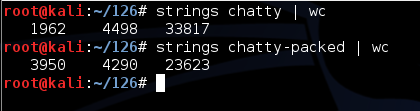 root@kali:~/126# strings chatty | wc
   1962    4498   33817
root@kali:~/126# strings chatty-packed | wc
   3950    4290   23623
root@kali:~/126#